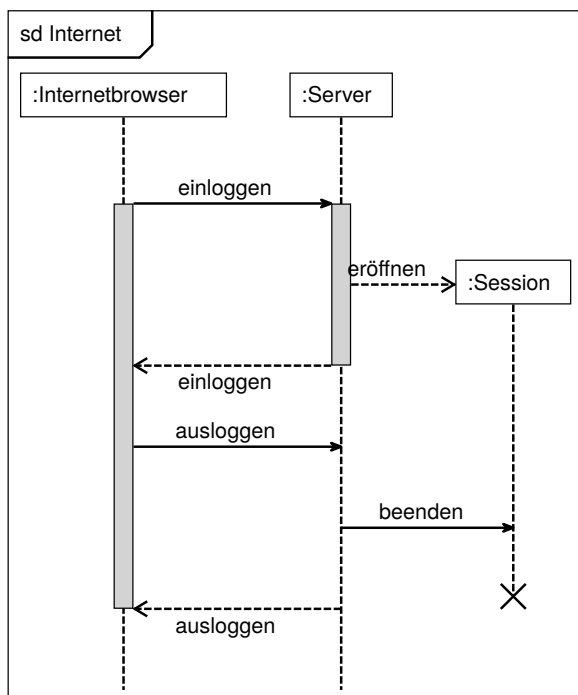 sd Internet
:Internetbrowser
:Server
einloggen
eröffnen
:Session
einloggen
ausloggen
beenden
ausloggen